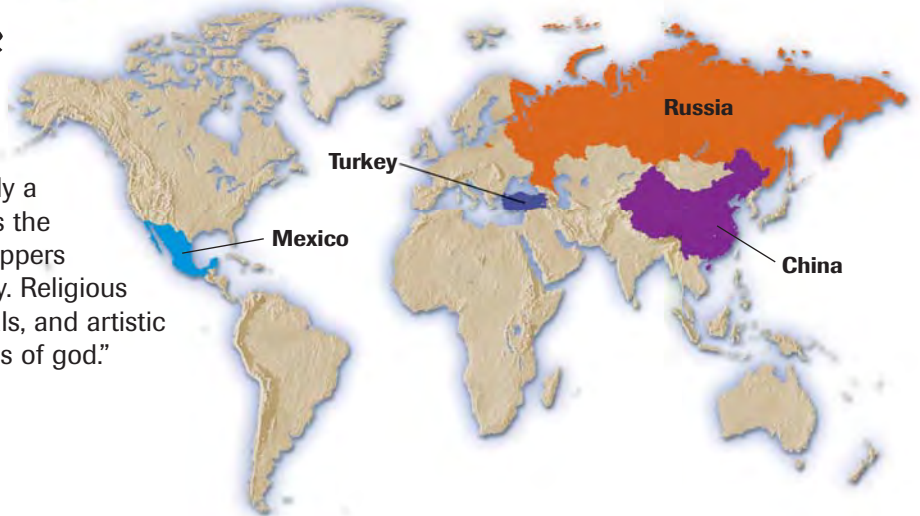 ly a
s the
ppers
y. Religious
ls, and artistic
s of god."
Russia
Turkey
Mexico
China